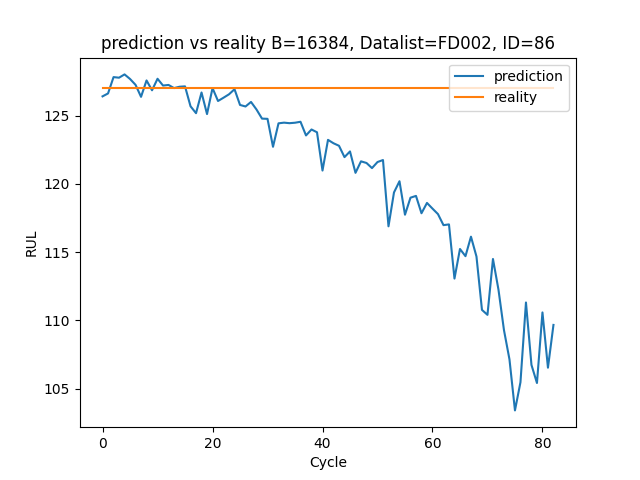 prediction vs reality B=16384, Datalist=FD002, ID=86
prediction
reality
125
120
115
110
105
RUL
0 20 40 60 80
Cycle